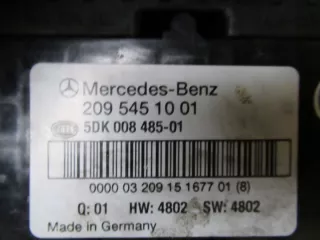 Mercedes-Benz
209 545 10 01
HELLA 5DK 008 485-01
0000 03 209 15 1677 01 (8)
Q: 01 HW: 4802 SW: 4802
Made in Germany